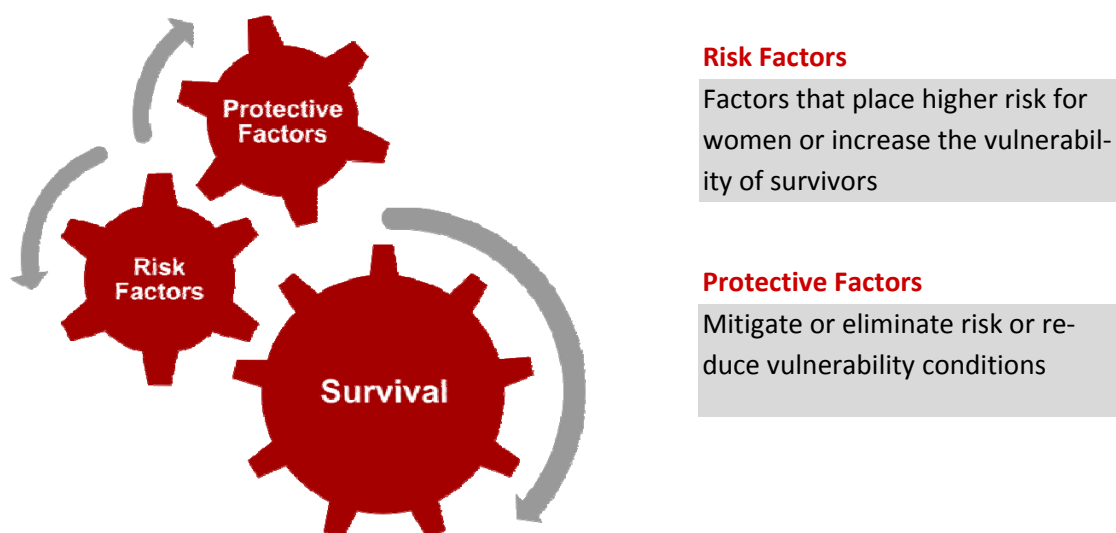 Protective
Factors
Risk
Factors
Survival
Risk Factors
Factors that place higher risk for
women or increase the vulnerabil-
ity of survivors
Protective Factors
Mitigate or eliminate risk or re-
duce vulnerability conditions